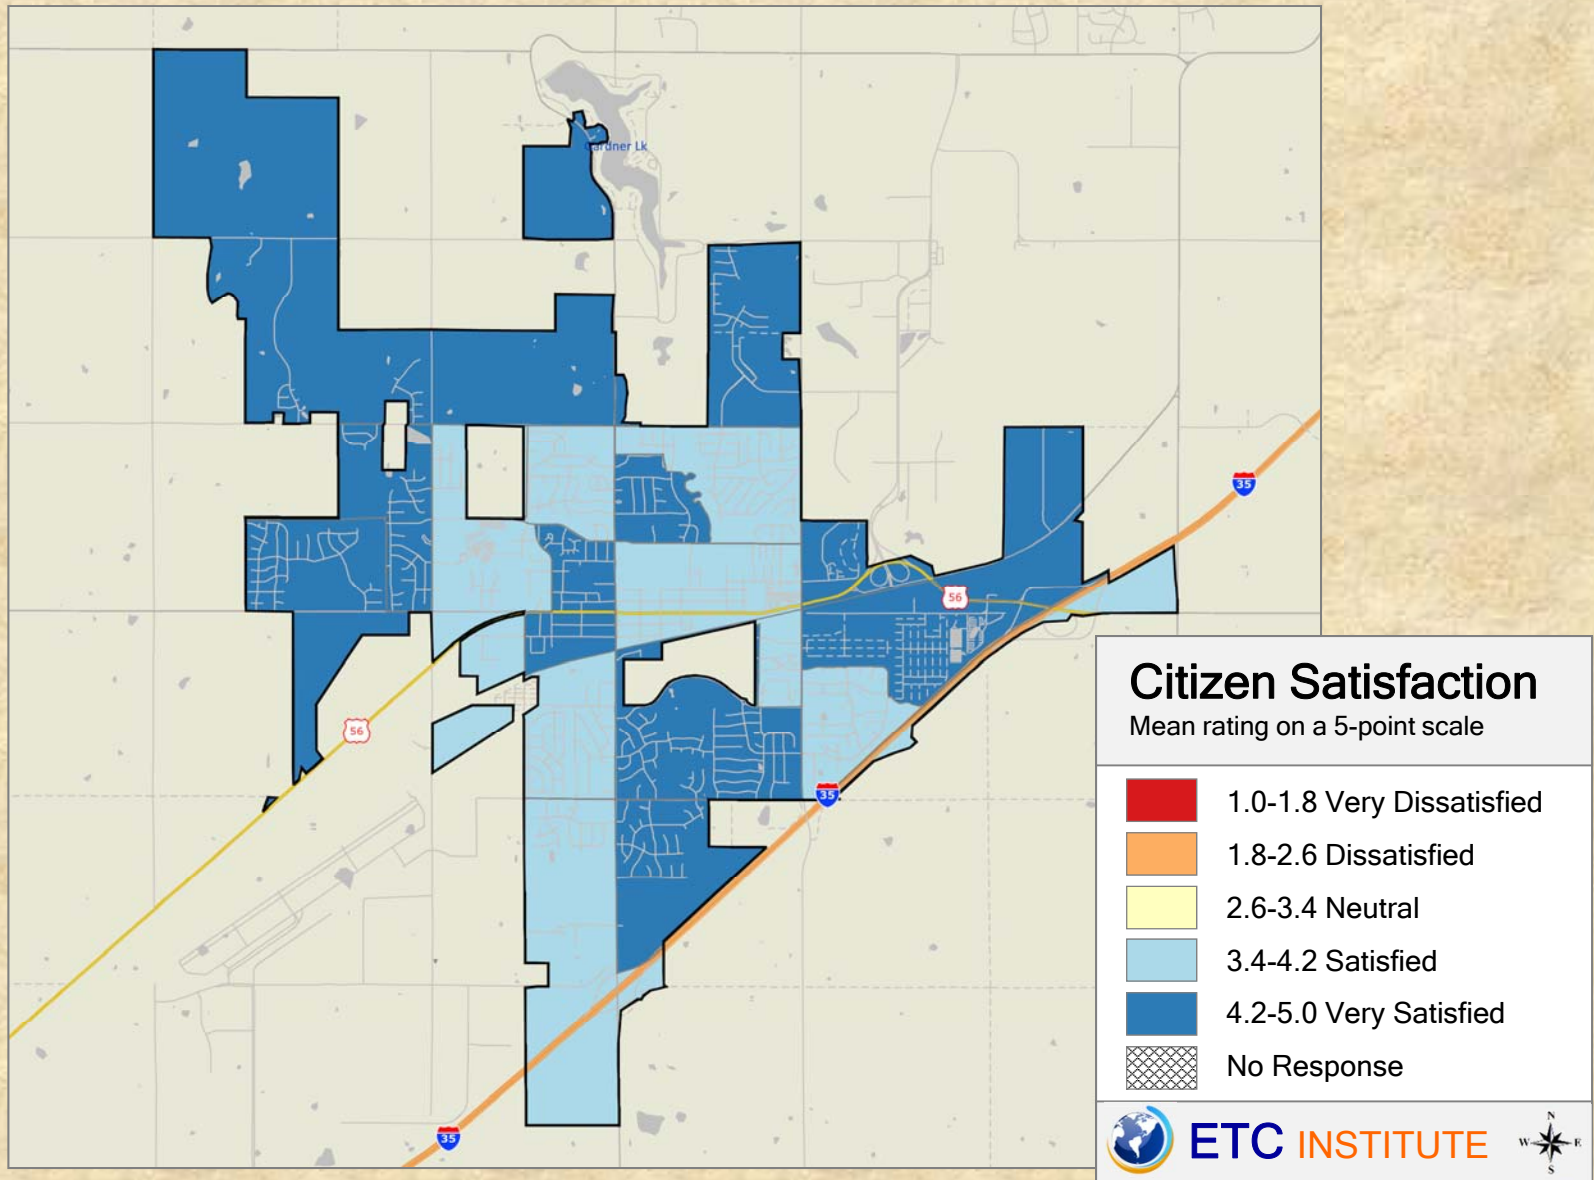 Gardner Lk
35
56
56
35
35
Citizen Satisfaction
Mean rating on a 5-point scale
1.0-1.8 Very Dissatisfied
1.8-2.6 Dissatisfied
2.6-3.4 Neutral
3.4-4.2 Satisfied
4.2-5.0 Very Satisfied
No Response
ETC INSTITUTE
N
W E
S